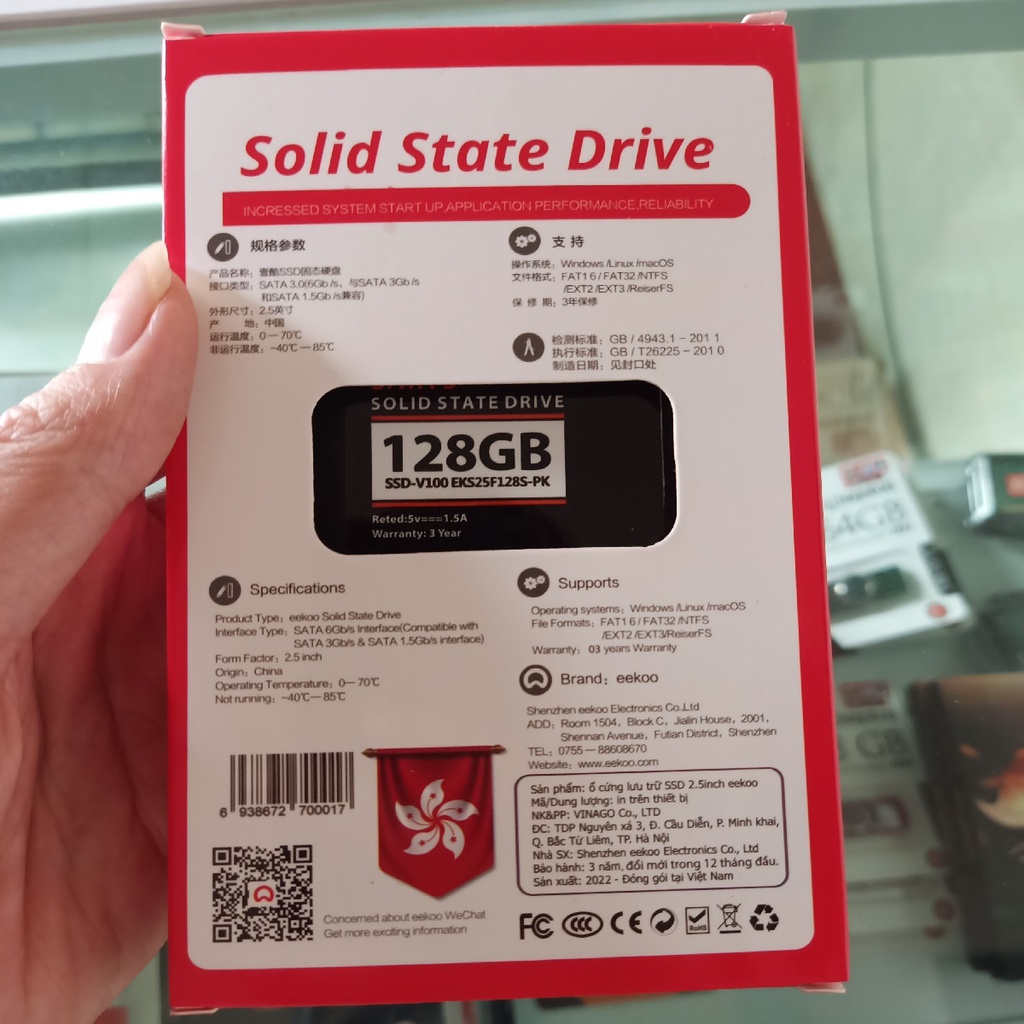 Solid State Drive
INCRESSED SYSTEM START UP,APPLICATION PERFORMANCE,RELIABILITY
规格参数
产品名称：壹酷SSD固态硬盘
接口类型：SATA 3.0(6Gb /s，与SATA 3Gb /s
和SATA 1.5Gb /s兼容)
外形尺寸：2.5英寸
产 地：中国
运行温度：0—70℃
非运行温度：-40℃—85℃
支 持
操作系统：Windows /Linux /macOS
文件格式：FAT1 6 / FAT32 /NTFS
/EXT2 /EXT3 /ReiserFS
保 修 期：3年保修
检测标准：GB / 4943.1 - 201 1
执行标准：GB / T26225 - 201 0
制造日期：见封口处
SOLID STATE DRIVE
128GB
SSD-V100 EKS25F128S-PK
Reted:5v===1.5A
Warranty: 3 Year
Specifications
Product Type：eekoo Solid State Drive
Interface Type：SATA 6Gb/s Interface(Compatible with
SATA 3Gb/s & SATA 1.5Gb/s interface)
Form Factor：2.5 inch
Origin：China
Operating Temperature：0—70℃
Not running：-40℃—85℃
Supports
Operating systems：Windows /Linux /macOS
File Formats：FAT1 6 / FAT32 /NTFS
/EXT2 /EXT3/ReiserFS
Warranty： 03 years Warranty
Brand：eekoo
Shenzhen eekoo Electronics Co.,Ltd
ADD：Room 1504，Block C，Jialin House，2001,
Shennan Avenue，Futian District，Shenzhen
TEL：0755 — 88608670
Website：www.eekoo.com
Sản phẩm: ổ cứng lưu trữ SSD 2.5inch eekoo
Mã/Dung lượng: in trên thiết bị
NK&PP: VINAGO Co., LTD
ĐC: TDP Nguyên xá 3, Đ. Cầu Diễn, P. Minh khai,
Q. Bắc Từ Liêm, TP. Hà Nội
Nhà SX: Shenzhen eekoo Electronics Co., Ltd
Bảo hành: 3 năm, đổi mới trong 12 tháng đầu.
Sản xuất: 2022 - Đóng gói tại Việt Nam
6 938672 700017
Concerned about eekoo WeChat
Get more exciting information
FC CCC CE RoHS
4GB
GB